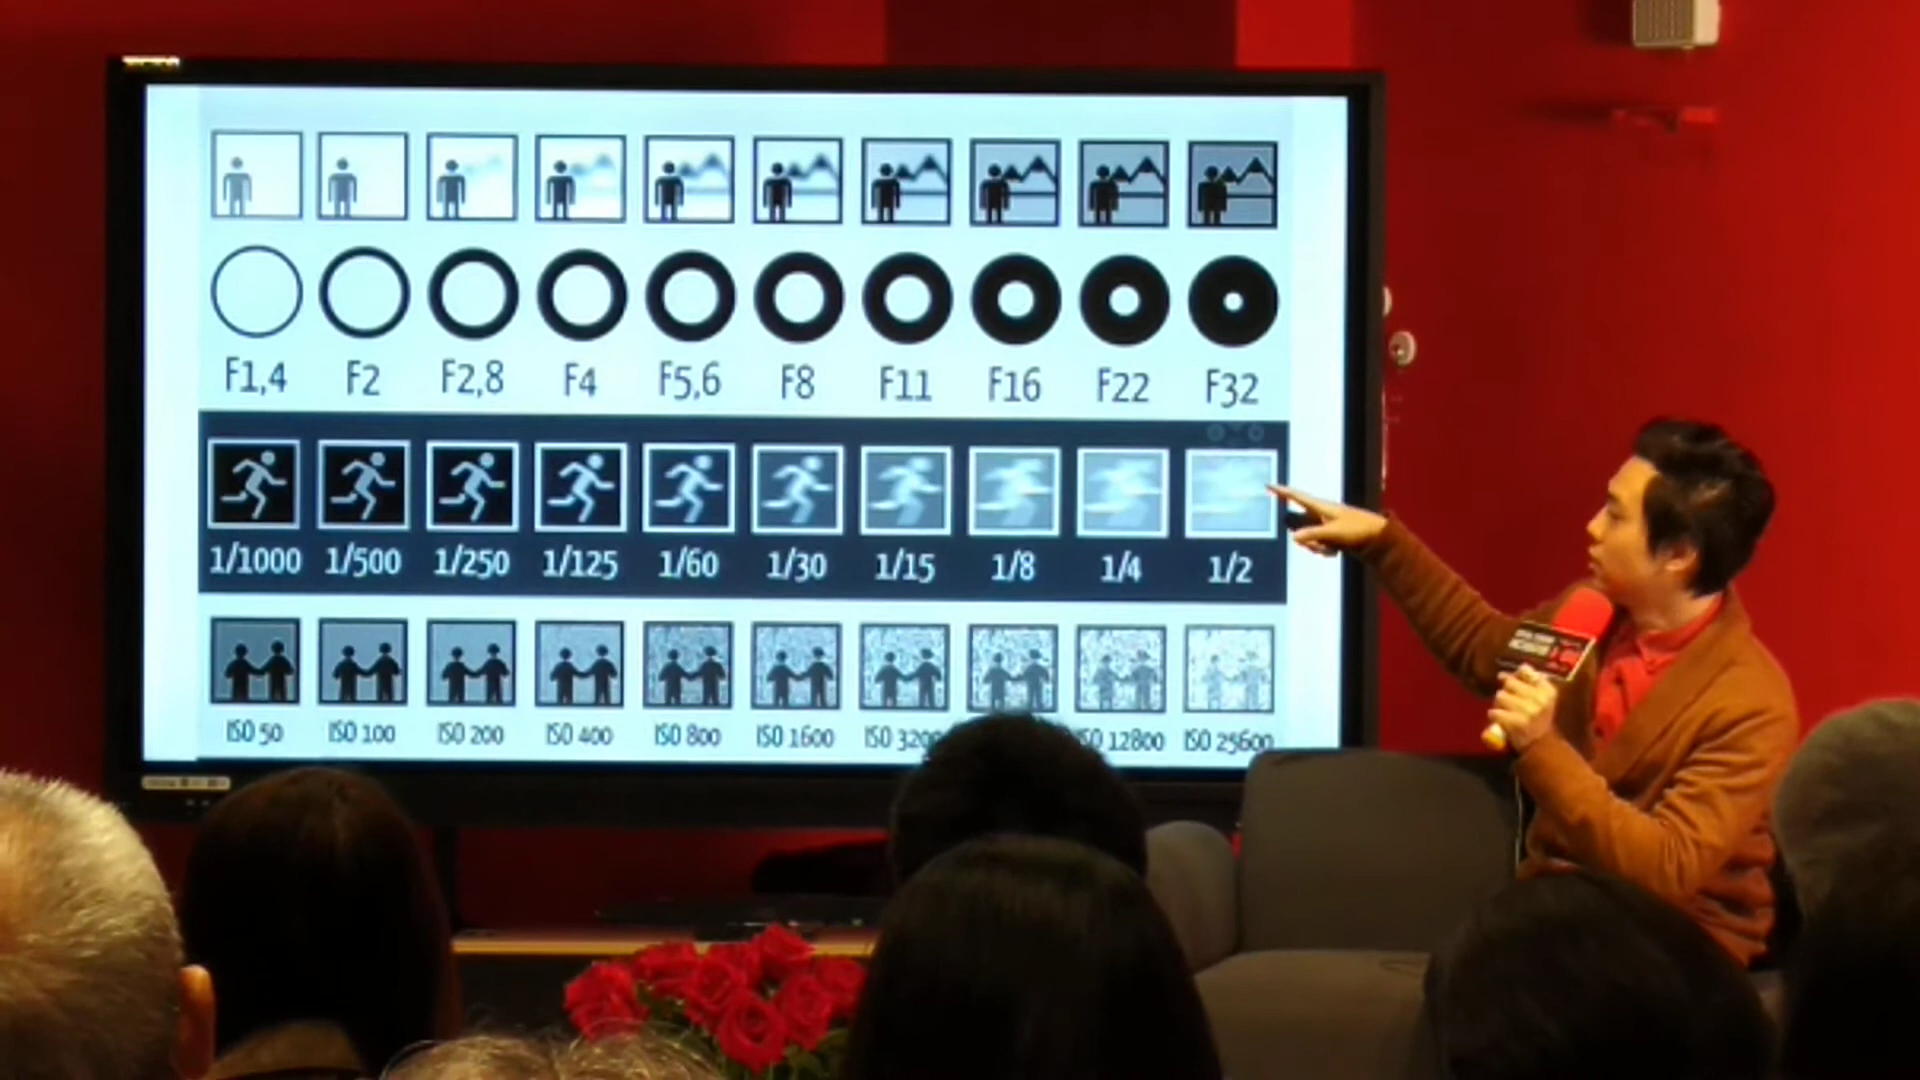 F1,4 F2 F2,8 F4 F5,6 F8 F11 F16 F22 F32
1/1000 1/500 1/250 1/125 1/60 1/30 1/15 1/8 1/4 1/2
ISO 50 ISO 100 ISO 200 ISO 400 ISO 800 ISO 1600 ISO 3200 ISO 12800 ISO 25600